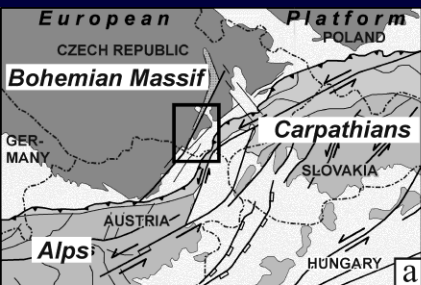 European Platform
CZECH REPUBLIC
POLAND
Bohemian Massif
Carpathians
GER-
MANY
SLOVAKIA
AUSTRIA
Alps
HUNGARY
a